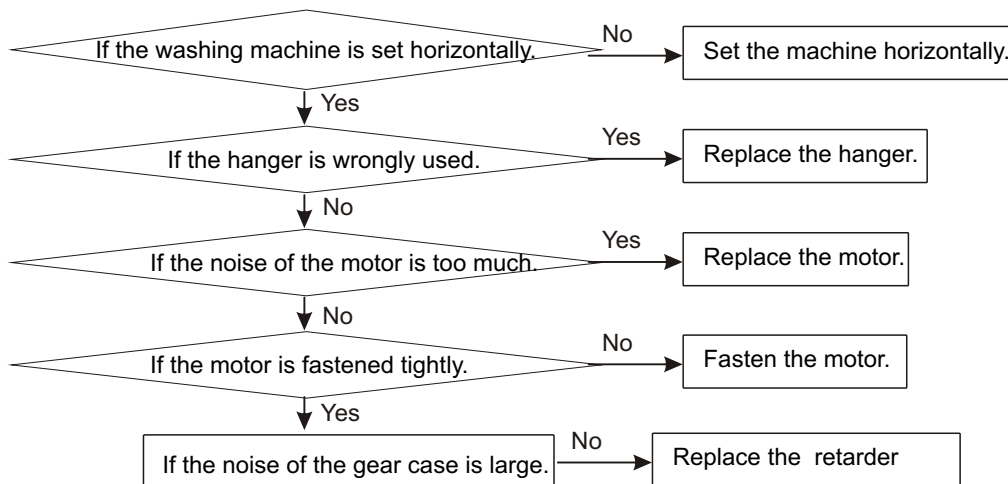 If the washing machine is set horizontally.
No
Set the machine horizontally.
Yes
If the hanger is wrongly used.
Yes
Replace the hanger.
No
If the noise of the motor is too much.
Yes
Replace the motor.
No
If the motor is fastened tightly.
No
Fasten the motor.
Yes
If the noise of the gear case is large.
No
Replace the retarder